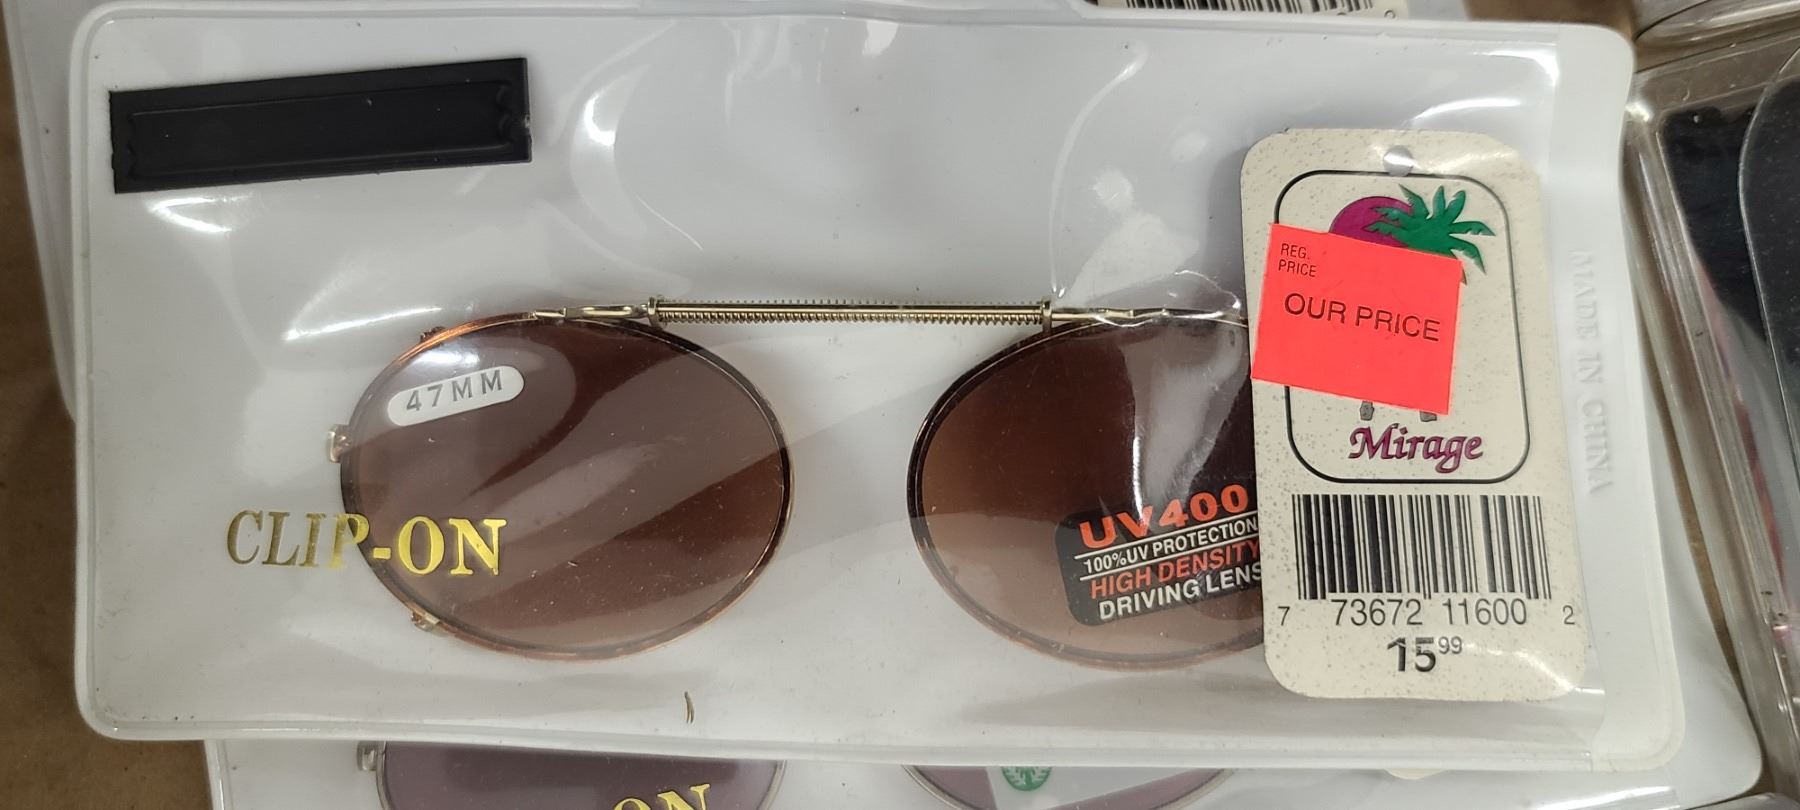 REG.
PRICE
OUR PRICE
47MM
Mirage
MADE IN CHINA
CLIP-ON
UV400
100%UV PROTECTION
HIGH DENSITY
DRIVING LENS
7 73672 11600 2
15.99
ON